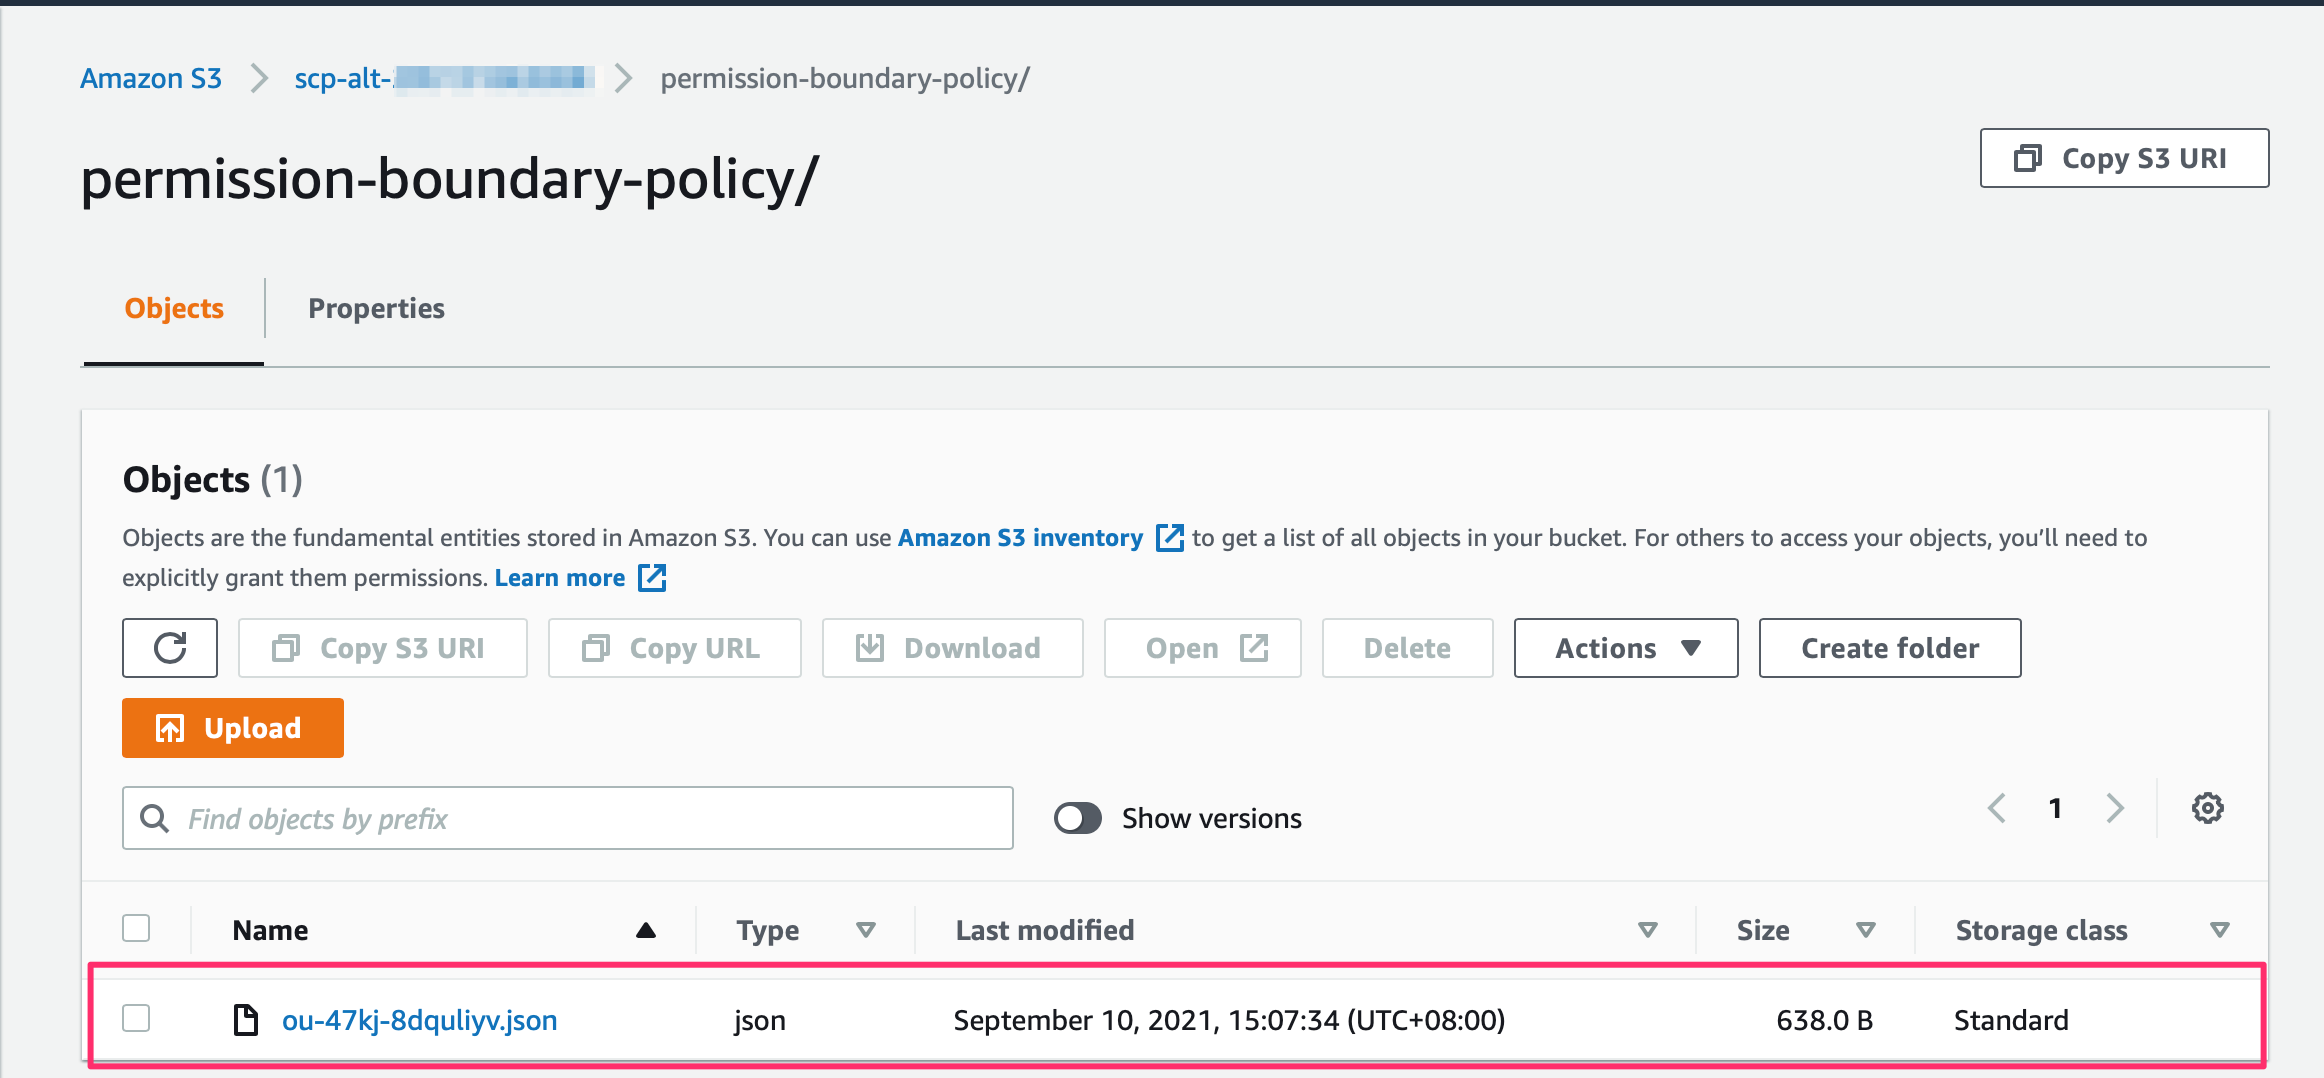 Amazon S3 > scp-alt- > permission-boundary-policy/
permission-boundary-policy/
Copy S3 URI
Objects Properties
Objects (1)
Objects are the fundamental entities stored in Amazon S3. You can use Amazon S3 inventory to get a list of all objects in your bucket. For others to access your objects, you’ll need to
explicitly grant them permissions. Learn more
Copy S3 URI Copy URL Download Open Delete Actions Create folder
Upload
Find objects by prefix Show versions 1
Name Type Last modified Size Storage class
ou-47kj-8dquliyv.json json September 10, 2021, 15:07:34 (UTC+08:00) 638.0 B Standard